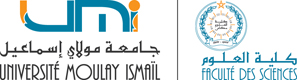 umi
جامعة مولاي إسماعيل
UNIVERSITÉ MOULAY ISMAÏL
كلية العلوم
FACULTÉ DES SCIENCES